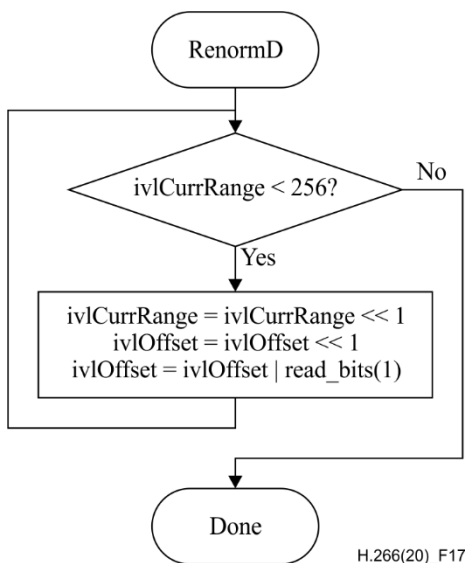 RenormD
ivlCurrRange < 256?
No
Yes
ivlCurrRange = ivlCurrRange << 1
ivlOffset = ivlOffset << 1
ivlOffset = ivlOffset | read_bits(1)
Done
H.266(20)_F17